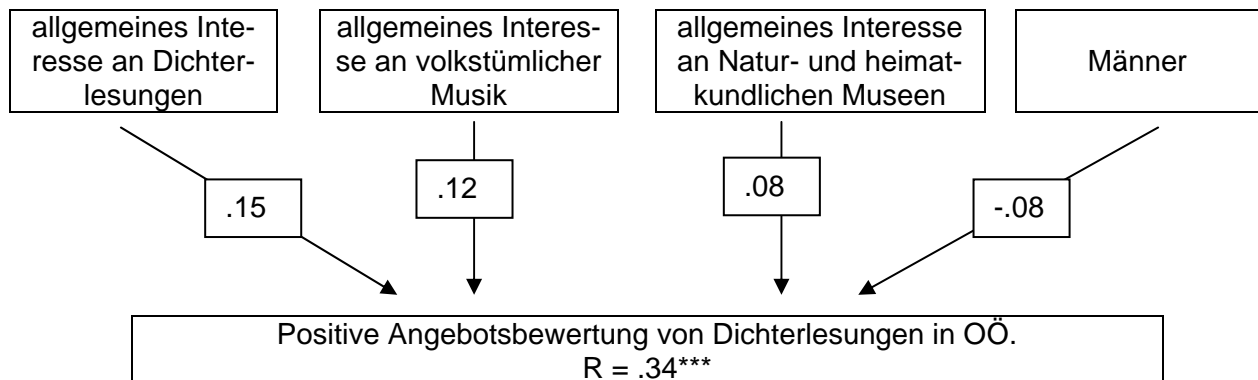 allgemeines Inte-
resse an Dichter-
lesungen
allgemeines Interes-
se an volkstümlicher
Musik
allgemeines Interesse
an Natur- und heimat-
kundlichen Museen
Männer
.15
.12
.08
-.08
Positive Angebotsbewertung von Dichterlesungen in OÖ.
R = .34***